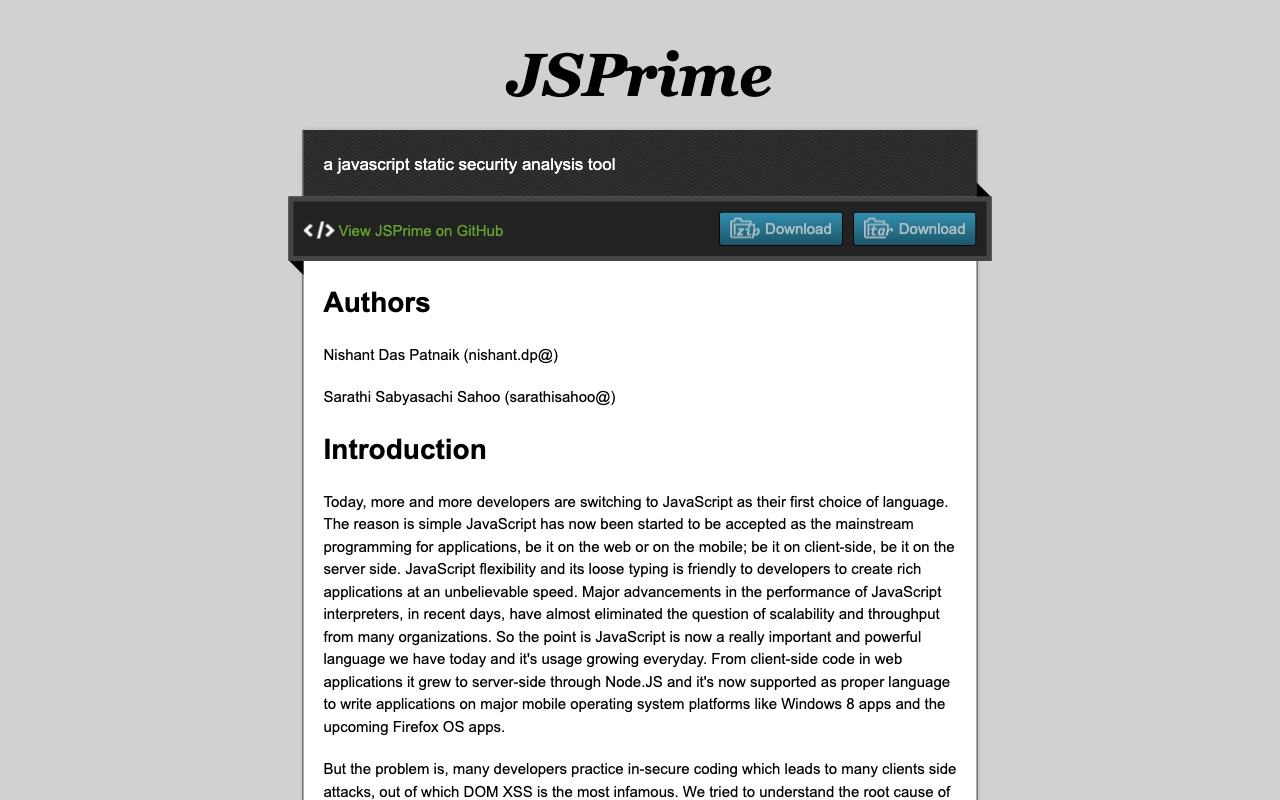 JSPrime
a javascript static security analysis tool
</> View JSPrime on GitHub
zip Download
tar Download
Authors
Nishant Das Patnaik (nishant.dp@)
Sarathi Sabyasachi Sahoo (sarathisahoo@)
Introduction
Today, more and more developers are switching to JavaScript as their first choice of language.
The reason is simple JavaScript has now been started to be accepted as the mainstream
programming for applications, be it on the web or on the mobile; be it on client-side, be it on the
server side. JavaScript flexibility and its loose typing is friendly to developers to create rich
applications at an unbelievable speed. Major advancements in the performance of JavaScript
interpreters, in recent days, have almost eliminated the question of scalability and throughput
from many organizations. So the point is JavaScript is now a really important and powerful
language we have today and it's usage growing everyday. From client-side code in web
applications it grew to server-side through Node.JS and it's now supported as proper language
to write applications on major mobile operating system platforms like Windows 8 apps and the
upcoming Firefox OS apps.
But the problem is, many developers practice in-secure coding which leads to many clients side
attacks, out of which DOM XSS is the most infamous. We tried to understand the root cause of